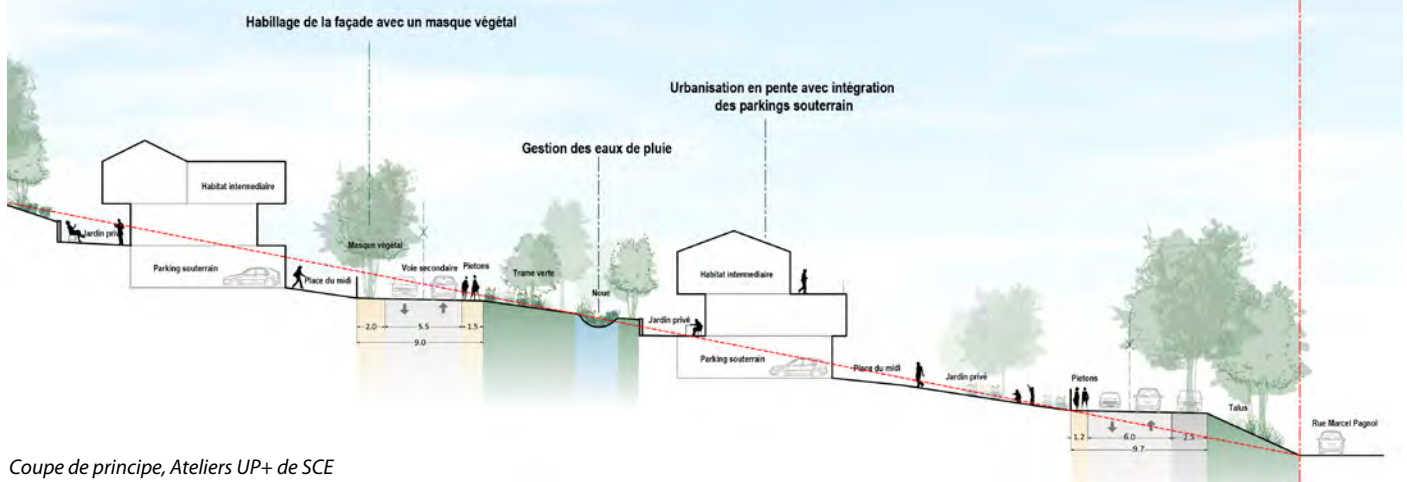 Habillage de la façade avec un masque végétal
Urbanisation en pente avec intégration
des parkings souterrain
Gestion des eaux de pluie
Habitat intermediaire
Jardin privé
Parking souterrain
Place du midi
Masque végétal
Voie secondaire
Pietons
Trame verte
Noue
2.0
5.5
1.5
9.0
Habitat intermediaire
Jardin privé
Parking souterrain
Place du midi
Jardin privé
Pietons
Talus
Rue Marcel Pagnol
1.2
6.0
2.5
9.7
Coupe de principe, Ateliers UP+ de SCE